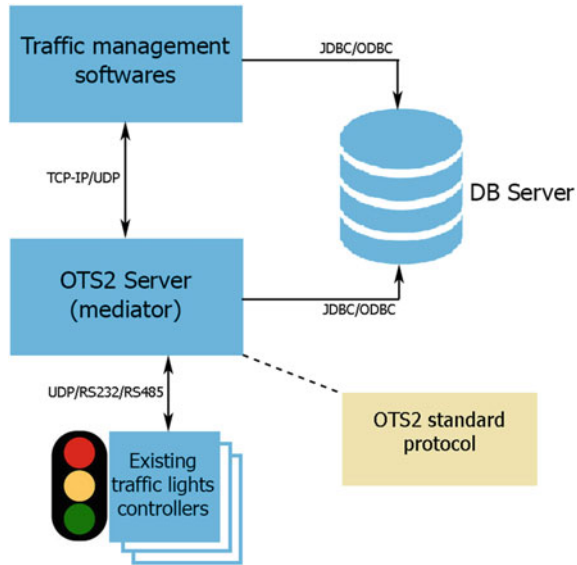 Traffic management
softwares
JDBC/ODBC
TCP-IP/UDP
DB Server
OTS2 Server
(mediator)
JDBC/ODBC
UDP/RS232/RS485
OTS2 standard
protocol
Existing
traffic lights
controllers